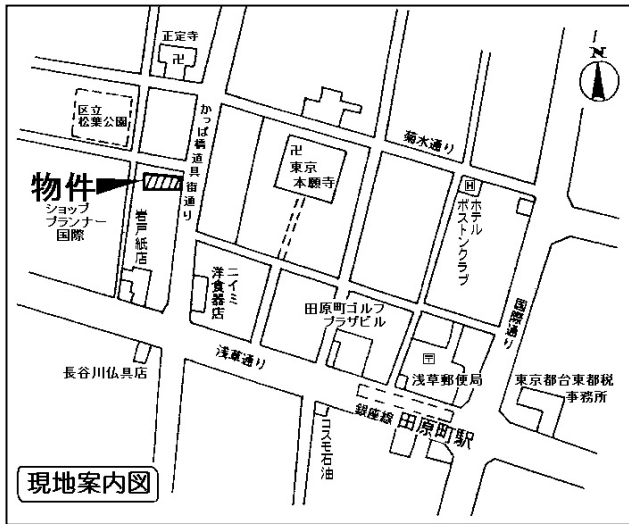 正定寺
卍
N
区立
松葉公園
かっぱ橋道具街通り
菊水通り
卍
東京
本願寺
物件
ショップ
プランナー
国際
岩戸紙店
H
ホテル
ボストンクラブ
ニイミ
洋食器店
田原町ゴルフ
プラザビル
国際通り
浅草通り
〒
浅草郵便局
長谷川仏具店
東京都台東都税
事務所
銀座線 田原町駅
コスモ石油
現地案内図